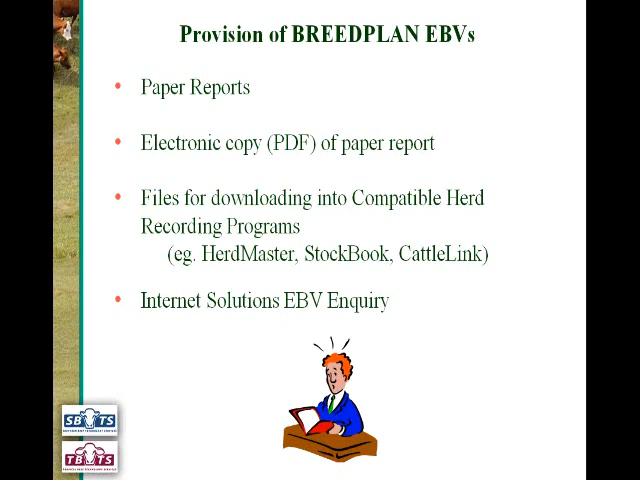 Provision of BREEDPLAN EBVs
• Paper Reports
• Electronic copy (PDF) of paper report
• Files for downloading into Compatible Herd
Recording Programs
(eg. HerdMaster, StockBook, CattleLink)
• Internet Solutions EBV Enquiry
SBTS
TBTS